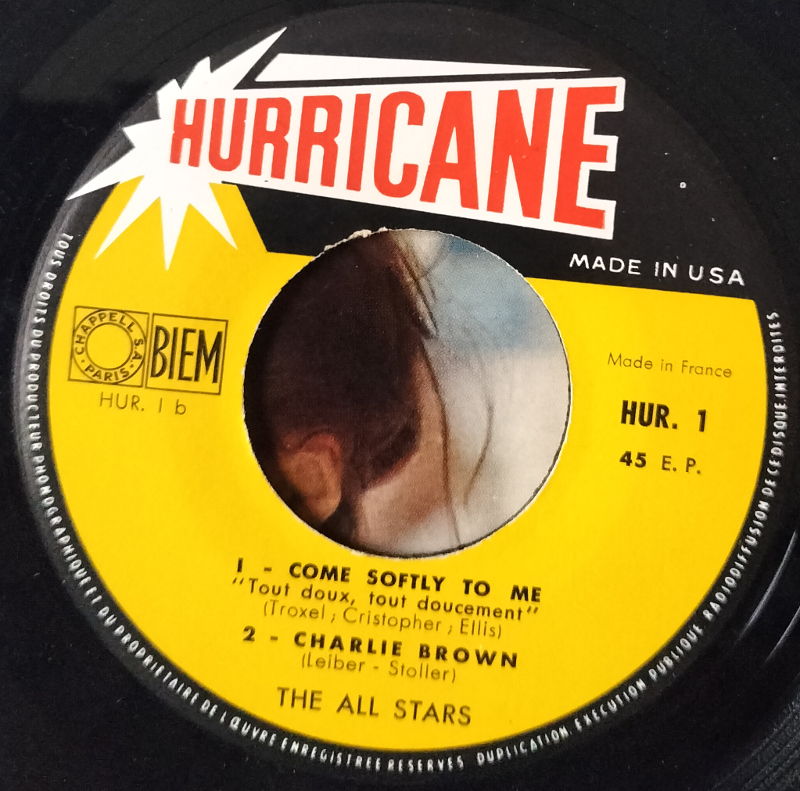 HURRICANE
MADE IN USA
CHAPPELL S.A.
PARIS
BIEM
HUR. 1 b
Made in France
HUR. 1
45 E. P.
1 - COME SOFTLY TO ME
"Tout doux, tout doucement"
(Troxel ; Cristopher ; Ellis)
2 - CHARLIE BROWN
(Leiber - Stoller)
THE ALL STARS
TOUS DROITS DU PRODUCTEUR PHONOGRAPHIQUE ET DU PROPRIETAIRE DE L'ŒUVRE ENREGISTREE RESERVES DUPLICATION, EXECUTION PUBLIQUE RADIODIFFUSION DE CE DISQUE INTERDITES